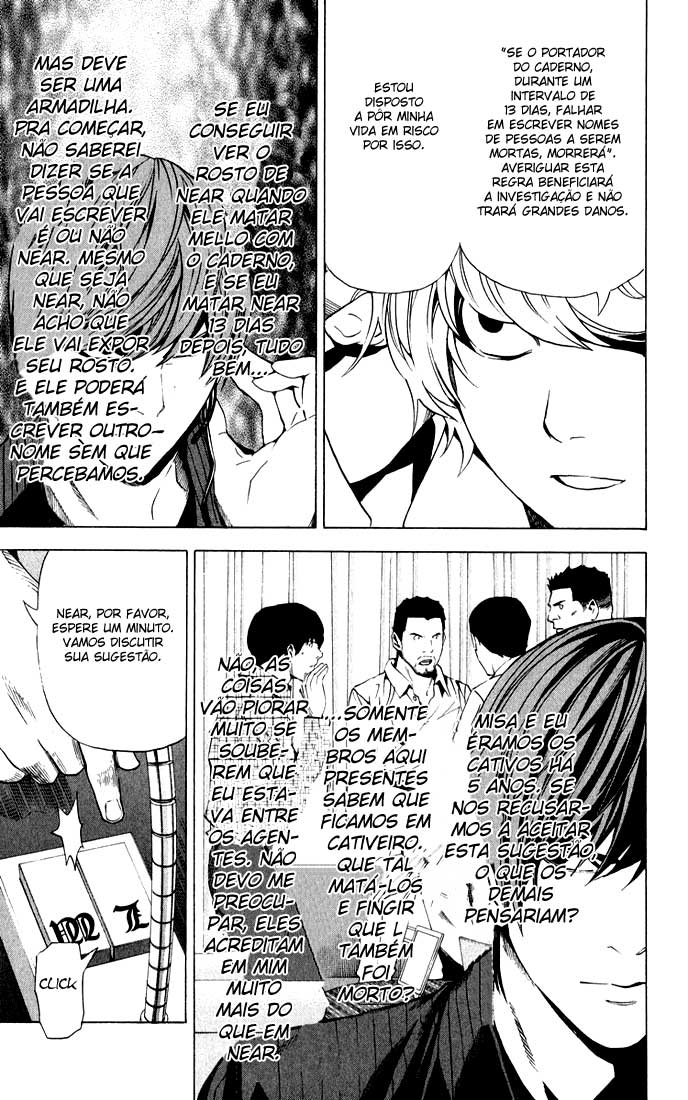 "SE O PORTADOR
DO CADERNO,
DURANTE UM
INTERVALO DE
13 DIAS, FALHAR
EM ESCREVER NOMES
DE PESSOAS A SEREM
MORTAS, MORRERÁ".
AVERIGUAR ESTA
REGRA BENEFICIARÁ
A INVESTIGAÇÃO E NÃO
TRARÁ GRANDES DANOS.
ESTOU
DISPOSTO
A PÔR MINHA
VIDA EM RISCO
POR ISSO.
SE EU
CONSEGUIR
VER O
ROSTO DE
NEAR QUANDO
ELE MATAR
MELLO COM
O CADERNO,
E SE EU
MATAR NEAR
13 DIAS
DEPOIS, TUDO
BEM...
MAS DEVE
SER UMA
ARMADILHA.
PRA COMEÇAR,
NÃO SABEREI
DIZER SE A
PESSOA QUE
VAI ESCREVER
É OU NÃO
NEAR. MESMO
QUE SEJA
NEAR, NÃO
ACHO QUE
ELE VAI EXPOR
SEU ROSTO.
E ELE PODERÁ
TAMBÉM ES-
CREVER OUTRO
NOME SEM QUE
PERCEBAMOS.
MISA E EU
ÉRAMOS OS
CATIVOS HÁ
5 ANOS. SE
NOS RECUSAR-
MOS A ACEITAR
ESTA SUGESTÃO,
O QUE OS
DEMAIS
PENSARIAM?
....SOMENTE
OS MEM-
BROS AQUI
PRESENTES
SABEM QUE
FICAMOS EM
CATIVEIRO.
QUE TAL
MATÁ-LOS
E FINGIR
QUE L
TAMBÉM
FOI
MORTO?
NÃO, AS
COISAS
VÃO PIORAR
MUITO SE
SOUBE-
REM QUE
EU ESTA-
VA ENTRE
OS AGEN-
TES. NÃO
DEVO ME
PREOCU-
PAR, ELES
ACREDITAM
EM MIM
MUITO
MAIS DO
QUE EM
NEAR.
NEAR, POR FAVOR,
ESPERE UM MINUTO.
VAMOS DISCUTIR
SUA SUGESTÃO.
M L
CLICK